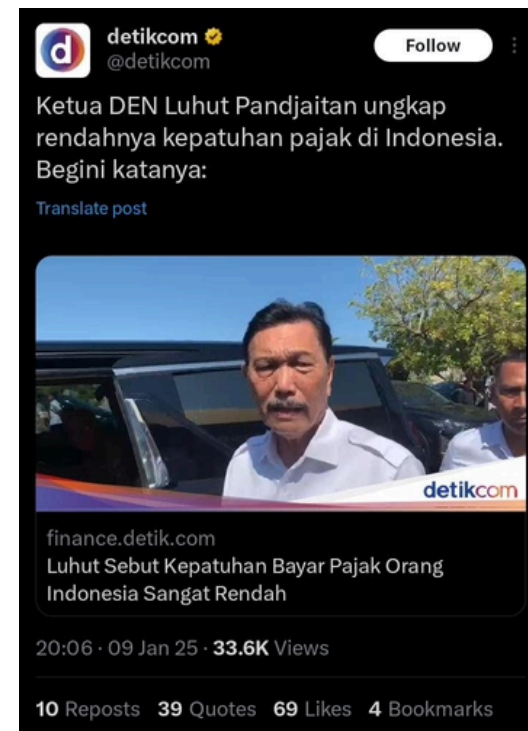 detikcom
@detikcom
Follow
Ketua DEN Luhut Pandjaitan ungkap
rendahnya kepatuhan pajak di Indonesia.
Begini katanya:
Translate post
detikcom
finance.detik.com
Luhut Sebut Kepatuhan Bayar Pajak Orang
Indonesia Sangat Rendah
20:06 · 09 Jan 25 · 33.6K Views
10 Reposts 39 Quotes 69 Likes 4 Bookmarks